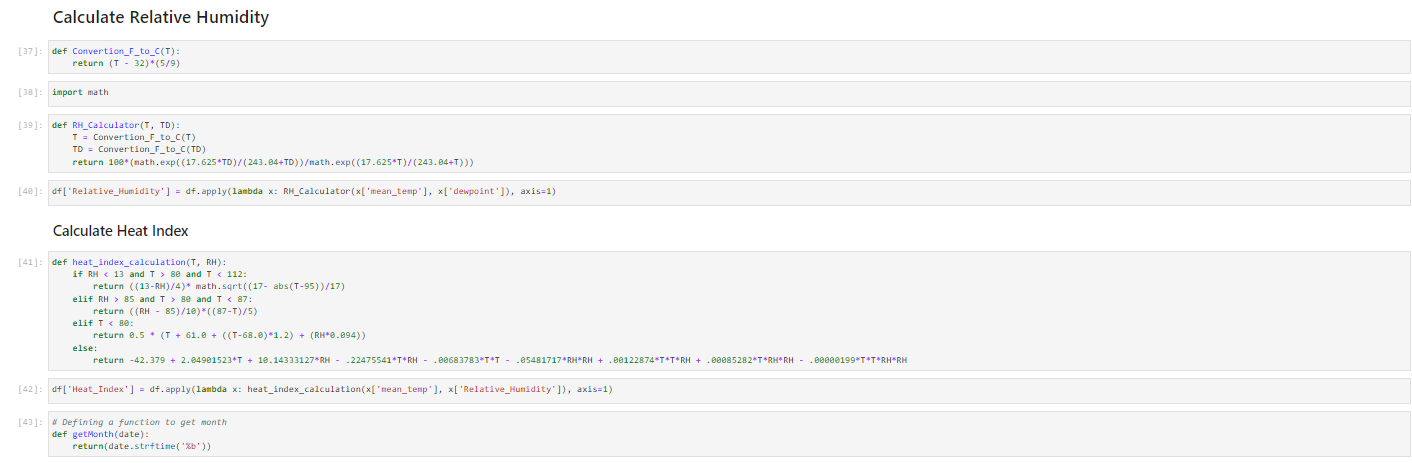 Calculate Relative Humidity
[37]: def Convertion_F_to_C(T):
return (T - 32)*(5/9)
[38]: import math
[39]: def RH_Calculator(T, TD):
T = Convertion_F_to_C(T)
TD = Convertion_F_to_C(TD)
return 100*(math.exp((17.625*TD)/(243.04+TD))/math.exp((17.625*T)/(243.04+T)))
[40]: df['Relative_Humidity'] = df.apply(lambda x: RH_Calculator(x['mean_temp'], x['dewpoint']), axis=1)
Calculate Heat Index
[41]: def heat_index_calculation(T, RH):
if RH < 13 and T > 80 and T < 112:
return ((13-RH)/4)* math.sqrt((17- abs(T-95))/17)
elif RH > 85 and T > 80 and T < 87:
return ((RH - 85)/10)*((87-T)/5)
elif T < 80:
return 0.5 * (T + 61.0 + ((T-68.0)*1.2) + (RH*0.094))
else:
return -42.379 + 2.04901523*T + 10.14333127*RH - .22475541*T*RH - .00683783*T*T - .05481717*RH*RH + .00122874*T*T*RH + .00085282*T*RH*RH - .00000199*T*T*RH*RH
[42]: df['Heat_Index'] = df.apply(lambda x: heat_index_calculation(x['mean_temp'], x['Relative_Humidity']), axis=1)
[43]: # Defining a function to get month
def getMonth(date):
return(date.strftime('%b'))